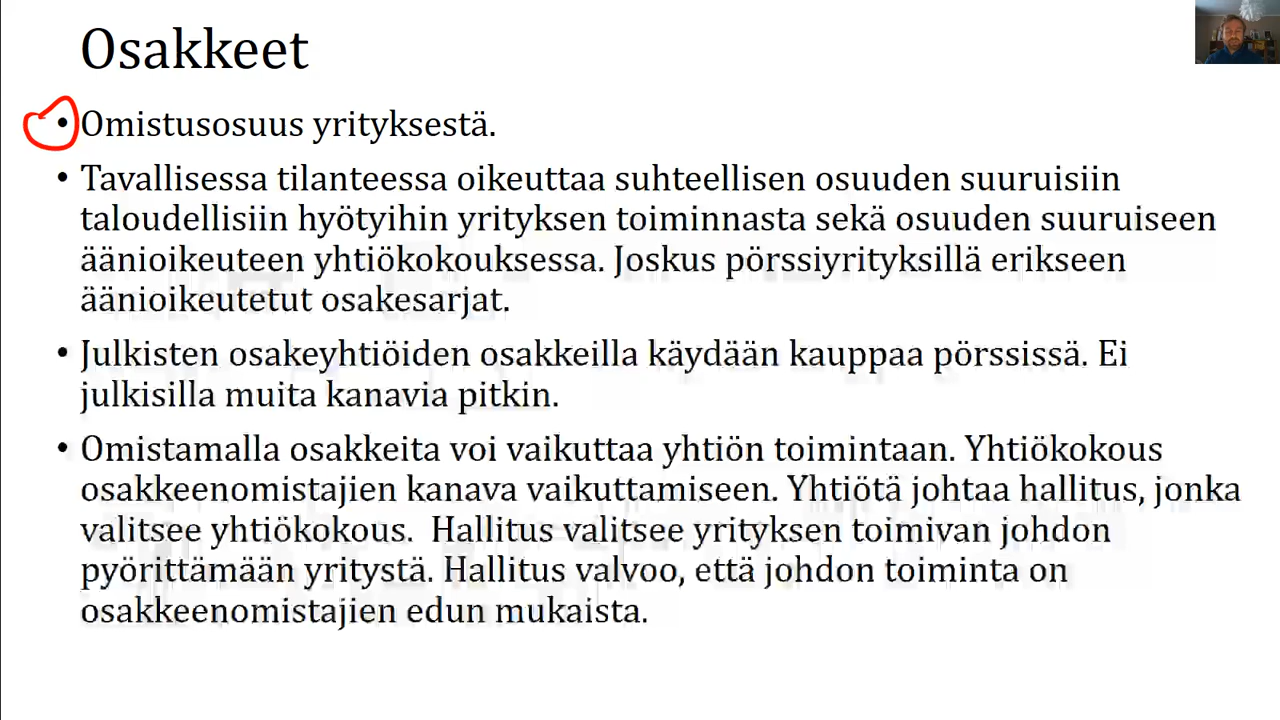 Osakkeet
• Omistusosuus yrityksestä.
• Tavallisessa tilanteessa oikeuttaa suhteellisen osuuden suuruisiin
taloudellisiin hyötyihin yrityksen toiminnasta sekä osuuden suuruiseen
äänioikeuteen yhtiökokouksessa. Joskus pörssiyrityksillä erikseen
äänioikeutetut osakesarjat.
• Julkisten osakeyhtiöiden osakkeilla käydään kauppaa pörssissä. Ei
julkisilla muita kanavia pitkin.
• Omistamalla osakkeita voi vaikuttaa yhtiön toimintaan. Yhtiökokous
osakkeenomistajien kanava vaikuttamiseen. Yhtiötä johtaa hallitus, jonka
valitsee yhtiökokous. Hallitus valitsee yrityksen toimivan johdon
pyörittämään yritystä. Hallitus valvoo, että johdon toiminta on
osakkeenomistajien edun mukaista.